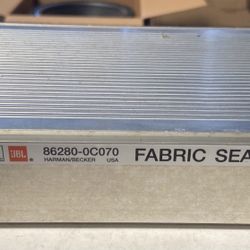 JBL ® 86280-0C070 FABRIC SEA
HARMAN/BECKER USA